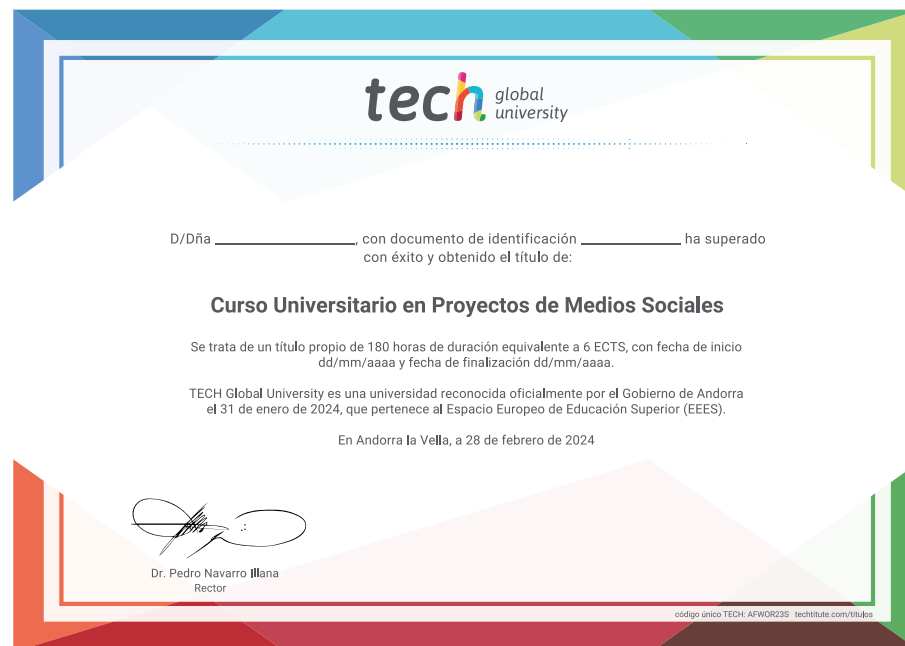 tech global
university
D/Dña ______________, con documento de identificación __________ ha superado
con éxito y obtenido el título de:
Curso Universitario en Proyectos de Medios Sociales
Se trata de un título propio de 180 horas de duración equivalente a 6 ECTS, con fecha de inicio
dd/mm/aaaa y fecha de finalización dd/mm/aaaa.
TECH Global University es una universidad reconocida oficialmente por el Gobierno de Andorra
el 31 de enero de 2024, que pertenece al Espacio Europeo de Educación Superior (EEES).
En Andorra la Vella, a 28 de febrero de 2024
Dr. Pedro Navarro Illana
Rector
código único TECH: AFWOR23S techtitute.com/titulos